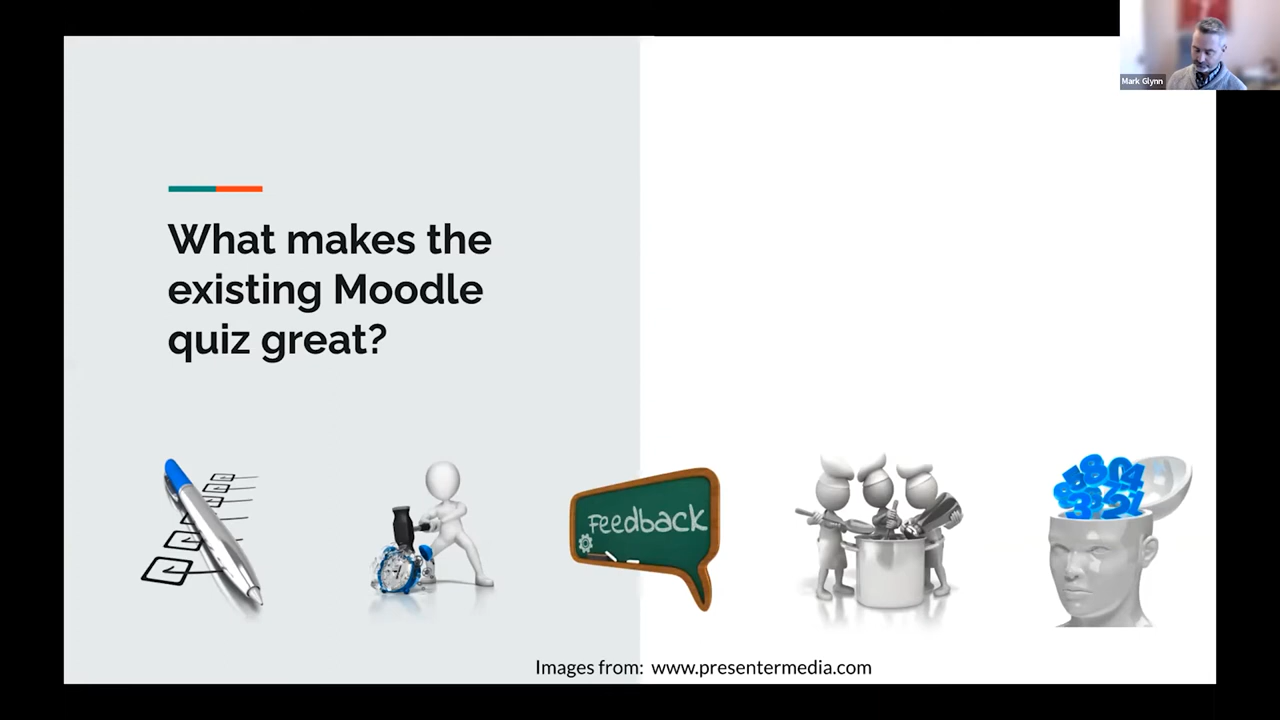 Mark Glynn
What makes the
existing Moodle
quiz great?
Feedback
Images from: www.presentermedia.com